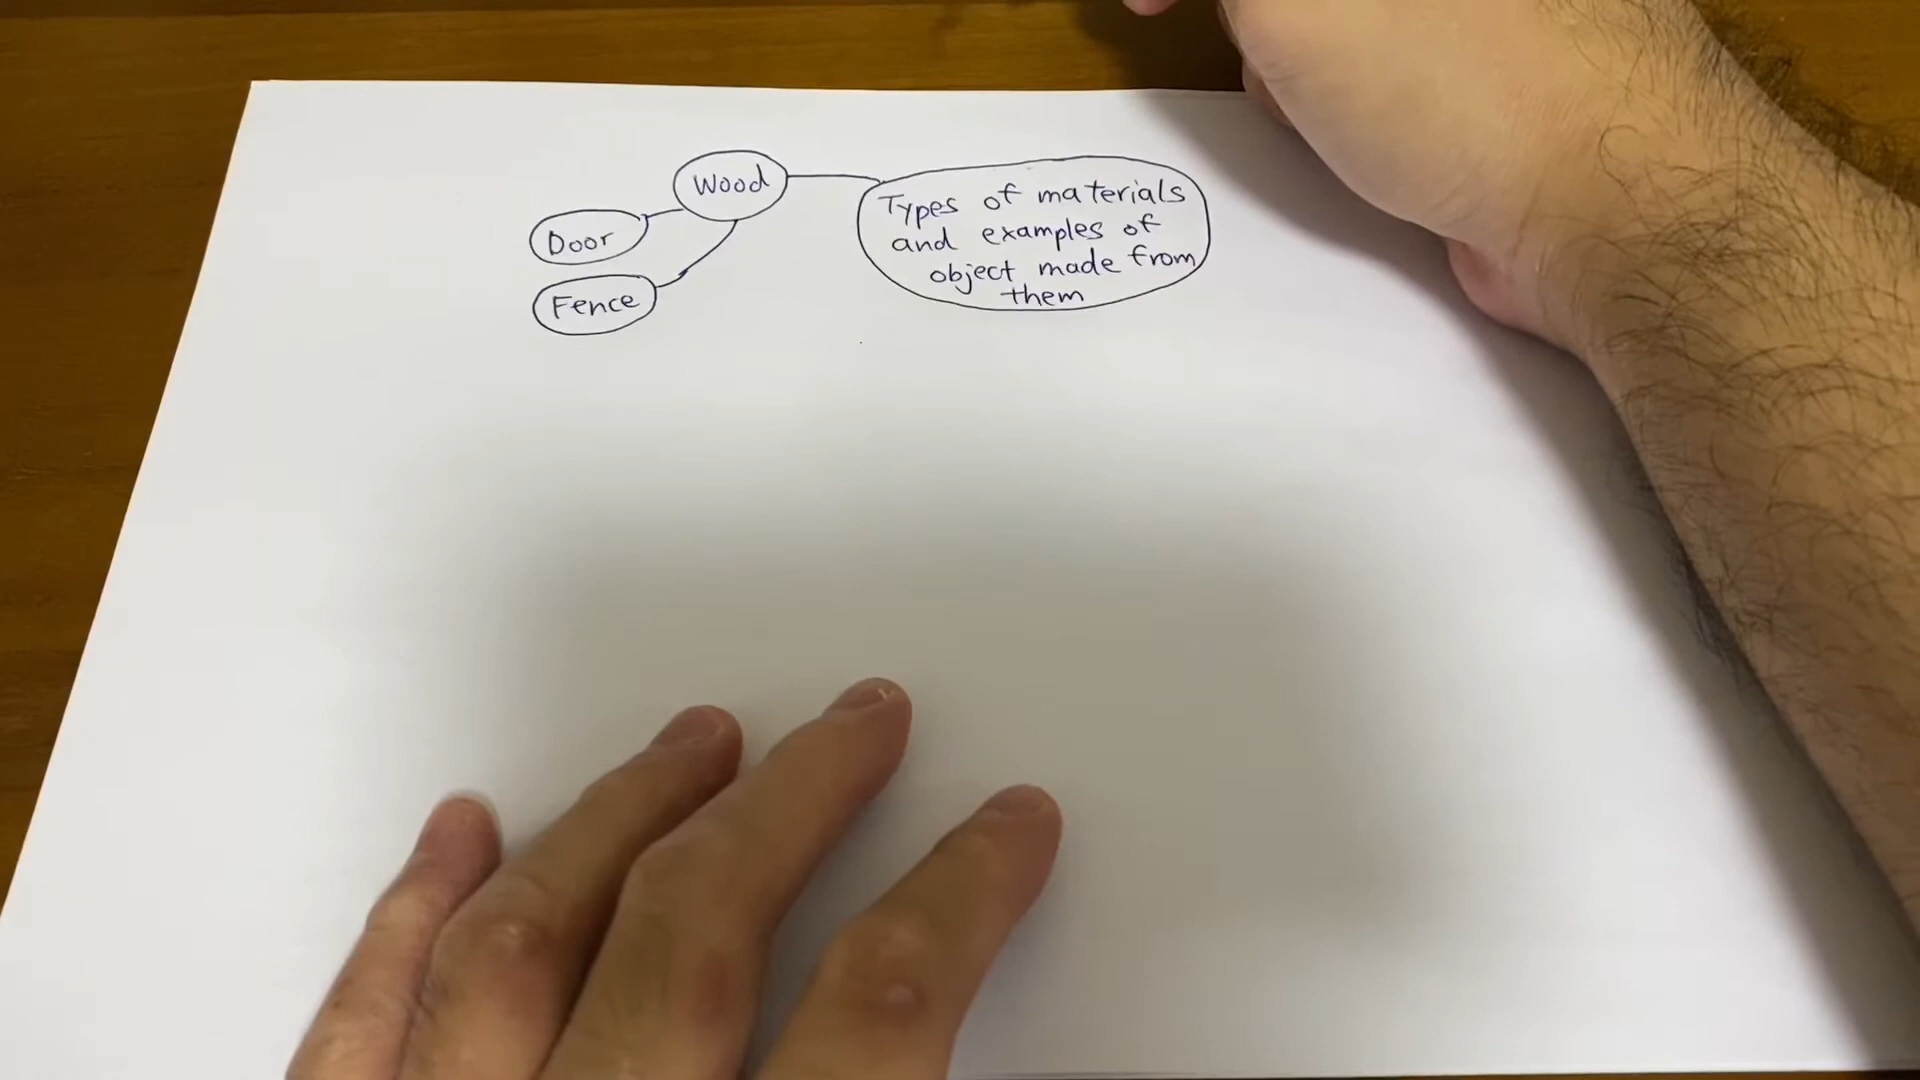 Wood
Types of materials
and examples of
object made from
them
Door
Fence